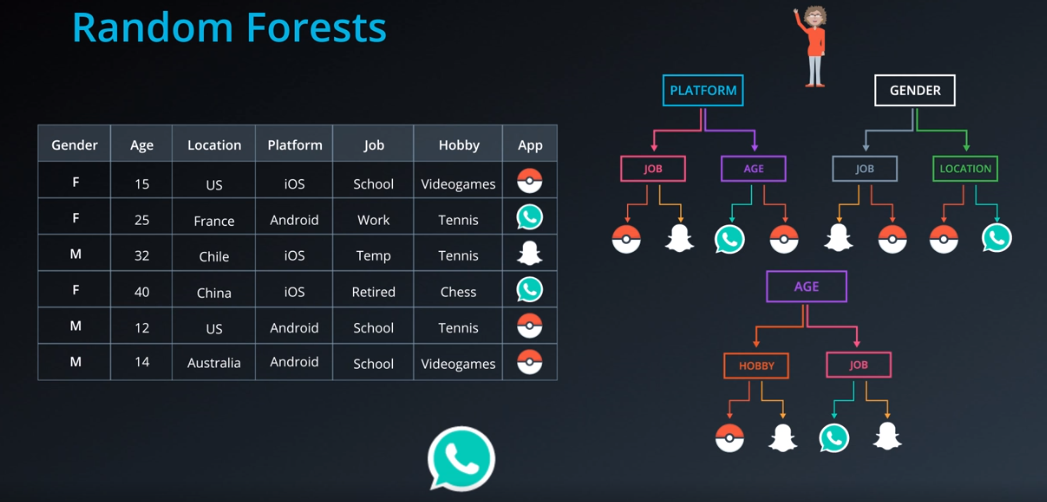 Random Forests
Gender Age Location Platform Job Hobby App
F 15 US iOS School Videogames
F 25 France Android Work Tennis
M 32 Chile iOS Temp Tennis
F 40 China iOS Retired Chess
M 12 US Android School Tennis
M 14 Australia Android School Videogames
PLATFORM
JOB AGE
GENDER
JOB LOCATION
AGE
HOBBY JOB